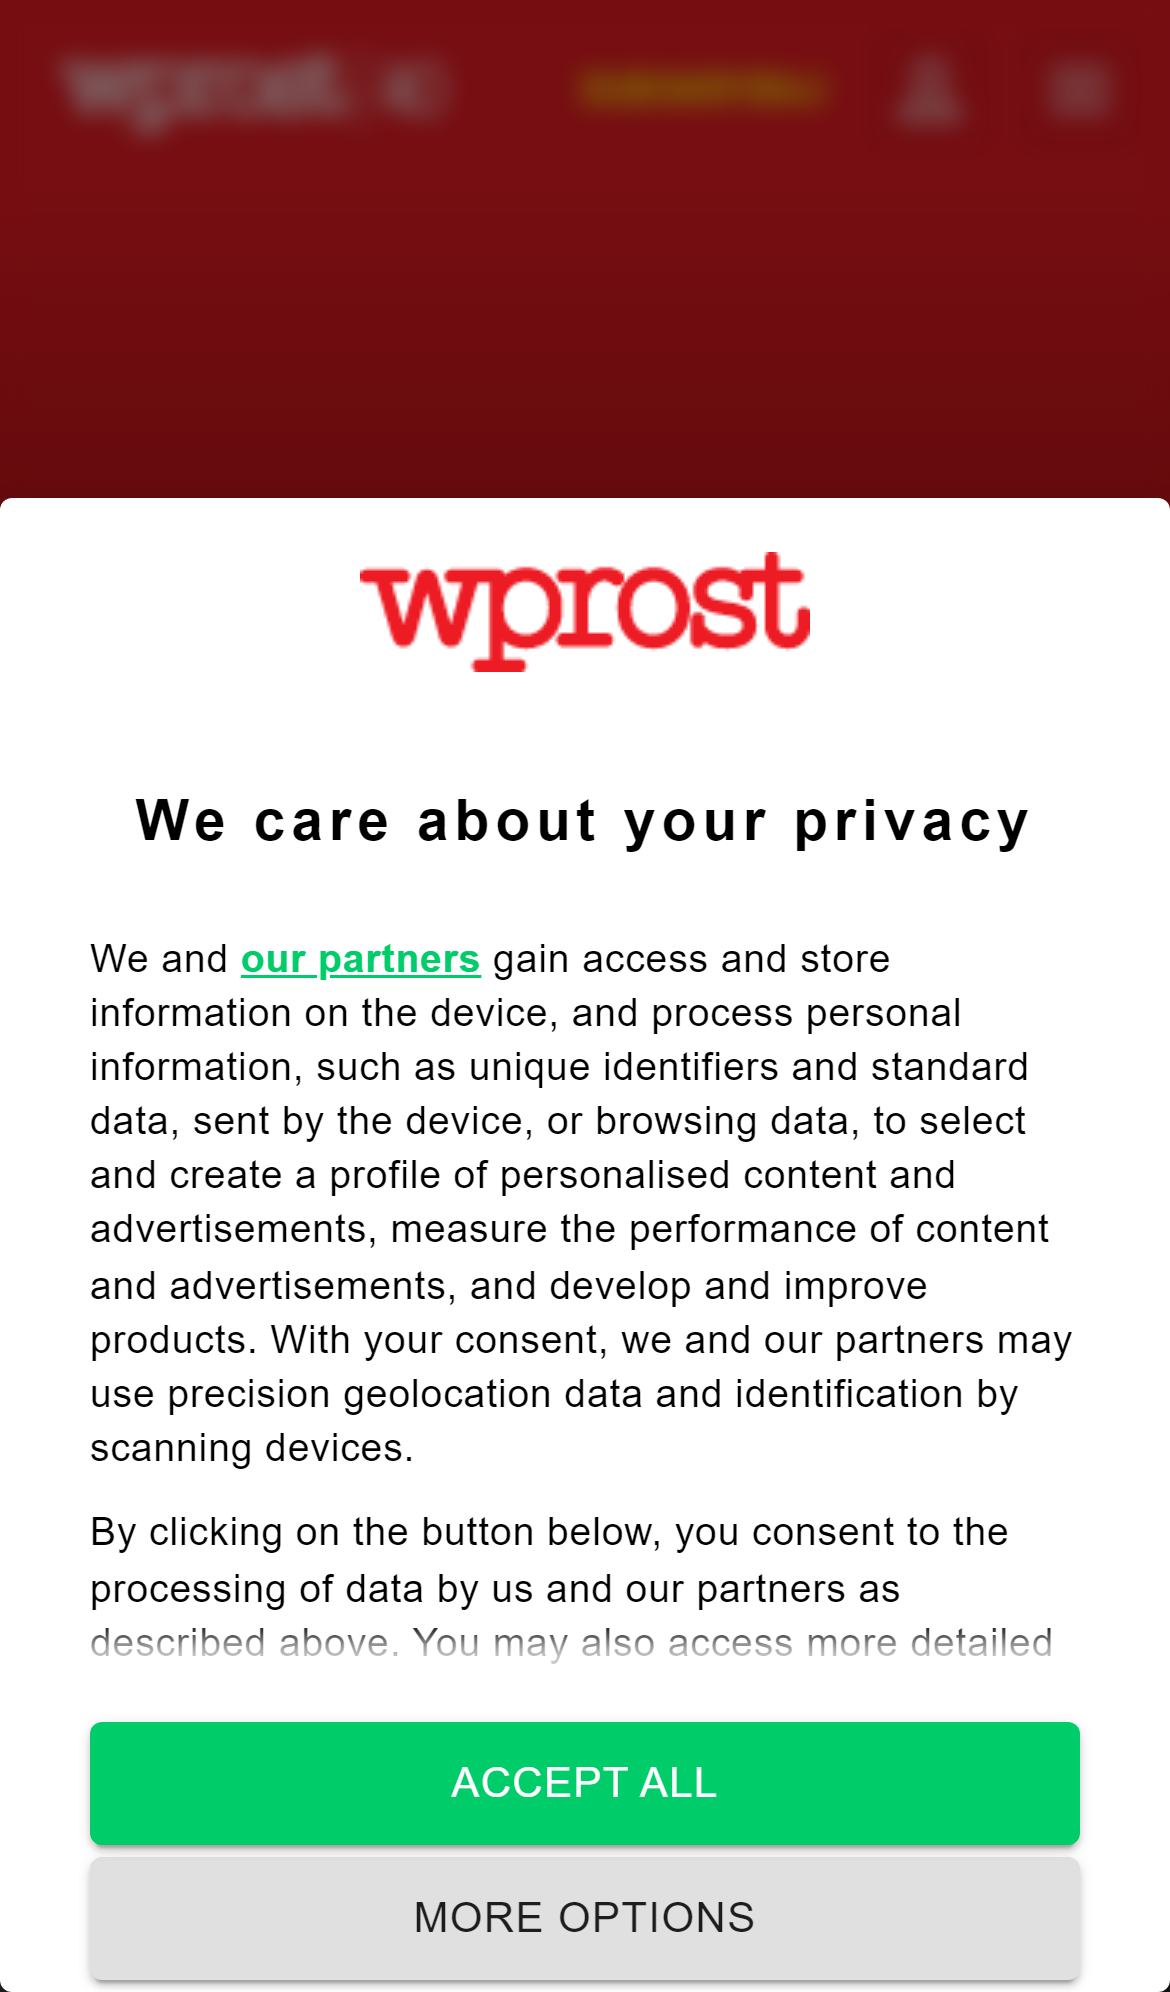 wprost
We care about your privacy
We and our partners gain access and store
information on the device, and process personal
information, such as unique identifiers and standard
data, sent by the device, or browsing data, to select
and create a profile of personalised content and
advertisements, measure the performance of content
and advertisements, and develop and improve
products. With your consent, we and our partners may
use precision geolocation data and identification by
scanning devices.
By clicking on the button below, you consent to the
processing of data by us and our partners as
described above. You may also access more detailed
ACCEPT ALL
MORE OPTIONS